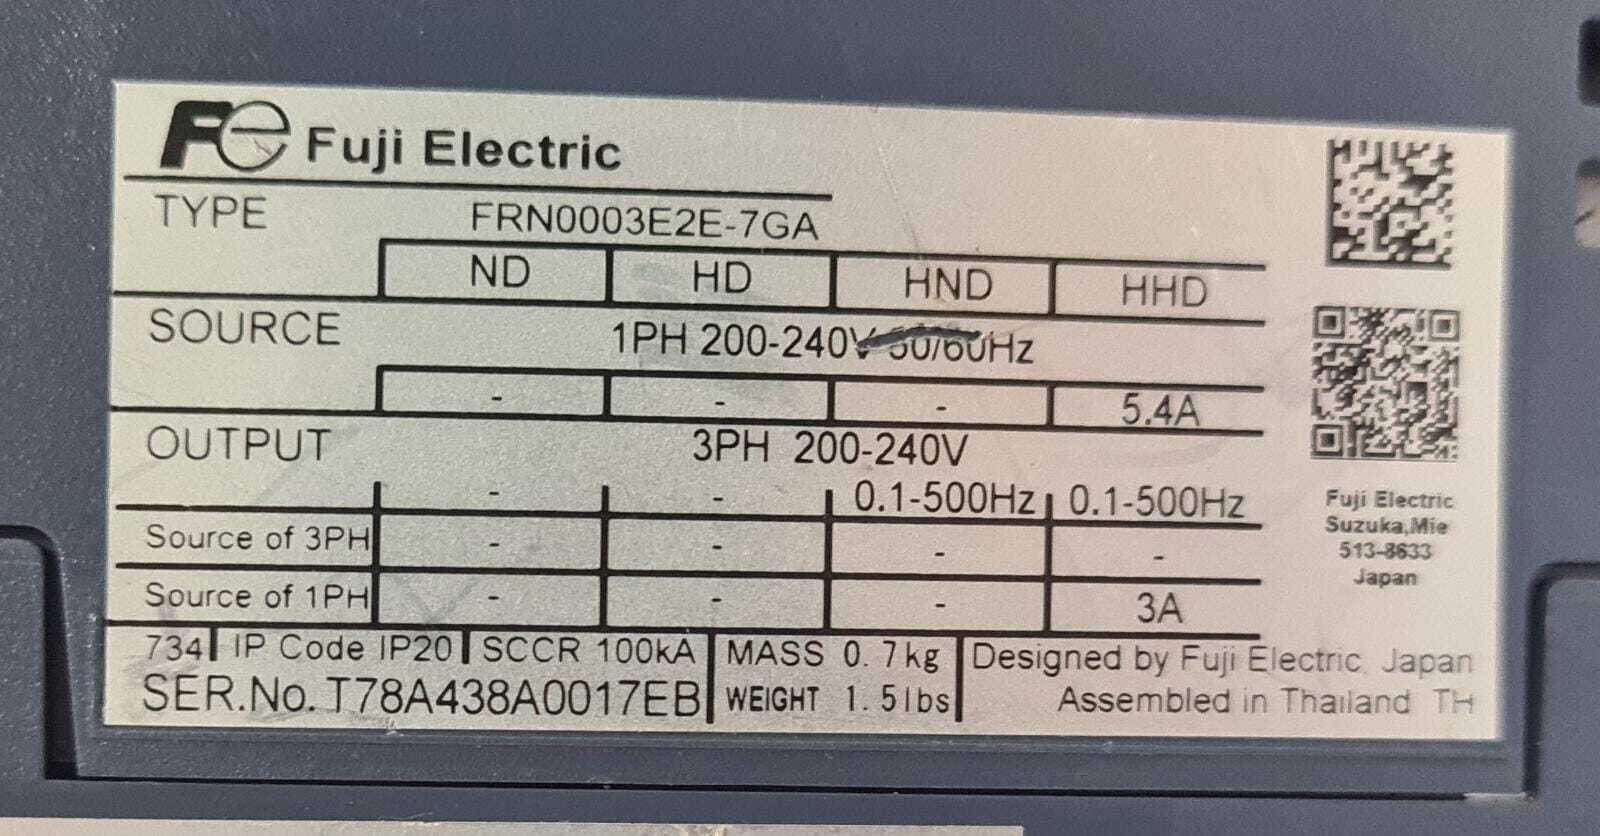 Fe Fuji Electric
TYPE FRN0003E2E-7GA
ND HD HND HHD
SOURCE 1PH 200-240V 50/60Hz
- - - 5.4A
OUTPUT 3PH 200-240V
- - 0.1-500Hz 0.1-500Hz
Source of 3PH - - - -
Source of 1PH - - - 3A
734 IP Code IP20 SCCR 100kA MASS 0.7kg Designed by Fuji Electric, Japan
SER.No. T78A438A0017EB WEIGHT 1.5lbs Assembled in Thailand TH
Fuji Electric
Suzuka,Mie
513-8633
Japan